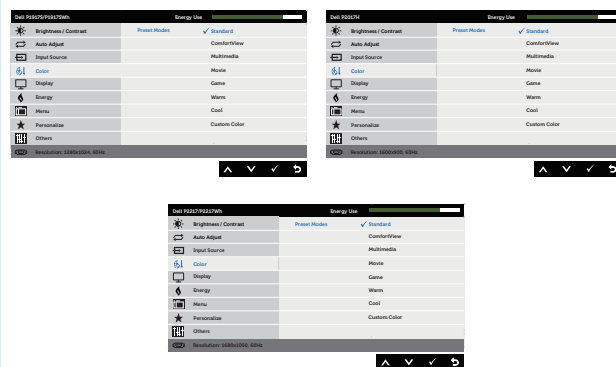 Dell P1917S/P1917SWh Energy Use
Brightness / Contrast Preset Modes ✓ Standard
Auto Adjust ComfortView
Input Source Multimedia
Color Movie
Display Game
Energy Warm
Menu Cool
Personalize Custom Color
Others
Resolution: 1280x1024, 60Hz
Dell P2017H Energy Use
Brightness / Contrast Preset Modes ✓ Standard
Auto Adjust ComfortView
Input Source Multimedia
Color Movie
Display Game
Energy Warm
Menu Cool
Personalize Custom Color
Others
Resolution: 1600x900, 60Hz
Dell P2217/P2217Wh Energy Use
Brightness / Contrast Preset Modes ✓ Standard
Auto Adjust ComfortView
Input Source Multimedia
Color Movie
Display Game
Energy Warm
Menu Cool
Personalize Custom Color
Others
Resolution: 1680x1050, 60Hz